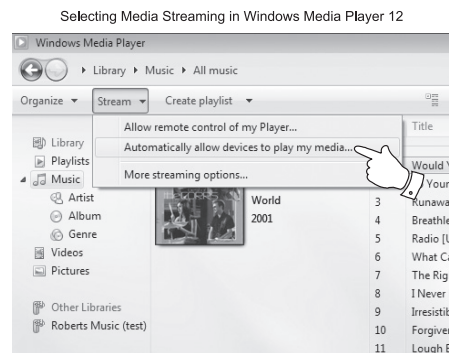 Selecting Media Streaming in Windows Media Player 12
Windows Media Player
Library ▸ Music ▸ All music
Organize Stream Create playlist
Allow remote control of my Player...
Automatically allow devices to play my media...
More streaming options...
Title
Library
Playlists
Music
Artist
Album
Genre
Videos
Pictures
Other Libraries
Roberts Music (test)
World
2001
Would
Your
3 Runawa
4 Breathle
5 Radio [U
6 What Ca
7 The Rig
8 I Never
9 Irresistib
10 Forgive
11 Lough E